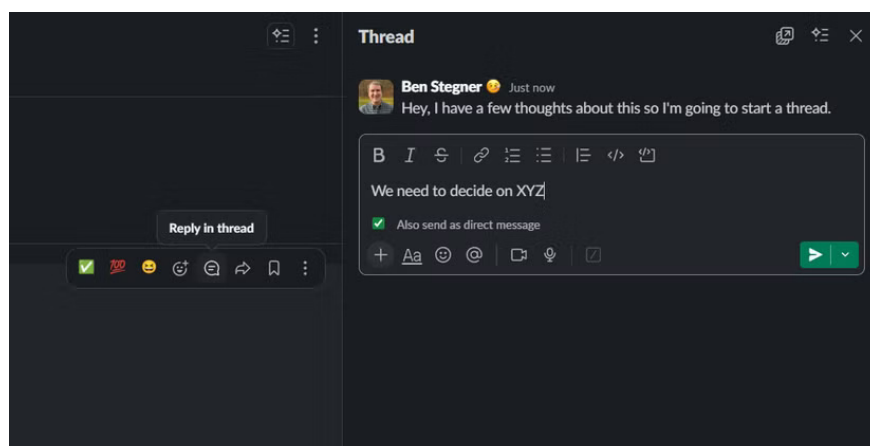 Thread
Ben Stegner Just now
Hey, I have a few thoughts about this so I'm going to start a thread.
B I S
We need to decide on XYZ
Also send as direct message
Aa @
Reply in thread
💯